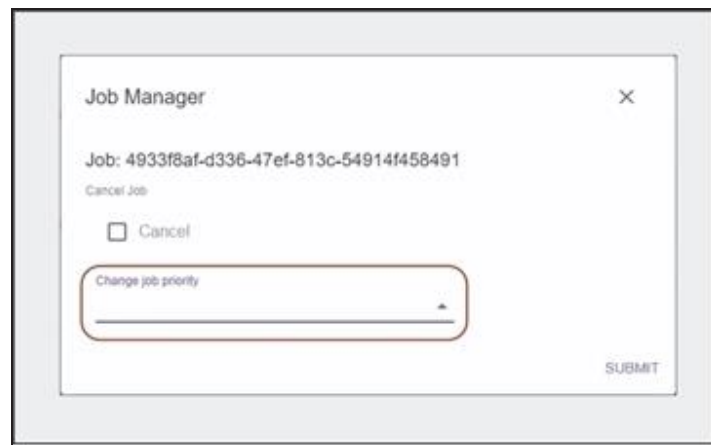 Job Manager
Job: 4933f8af-d336-47ef-813c-54914f458491
Cancel Job
Cancel
Change job priority
SUBMIT